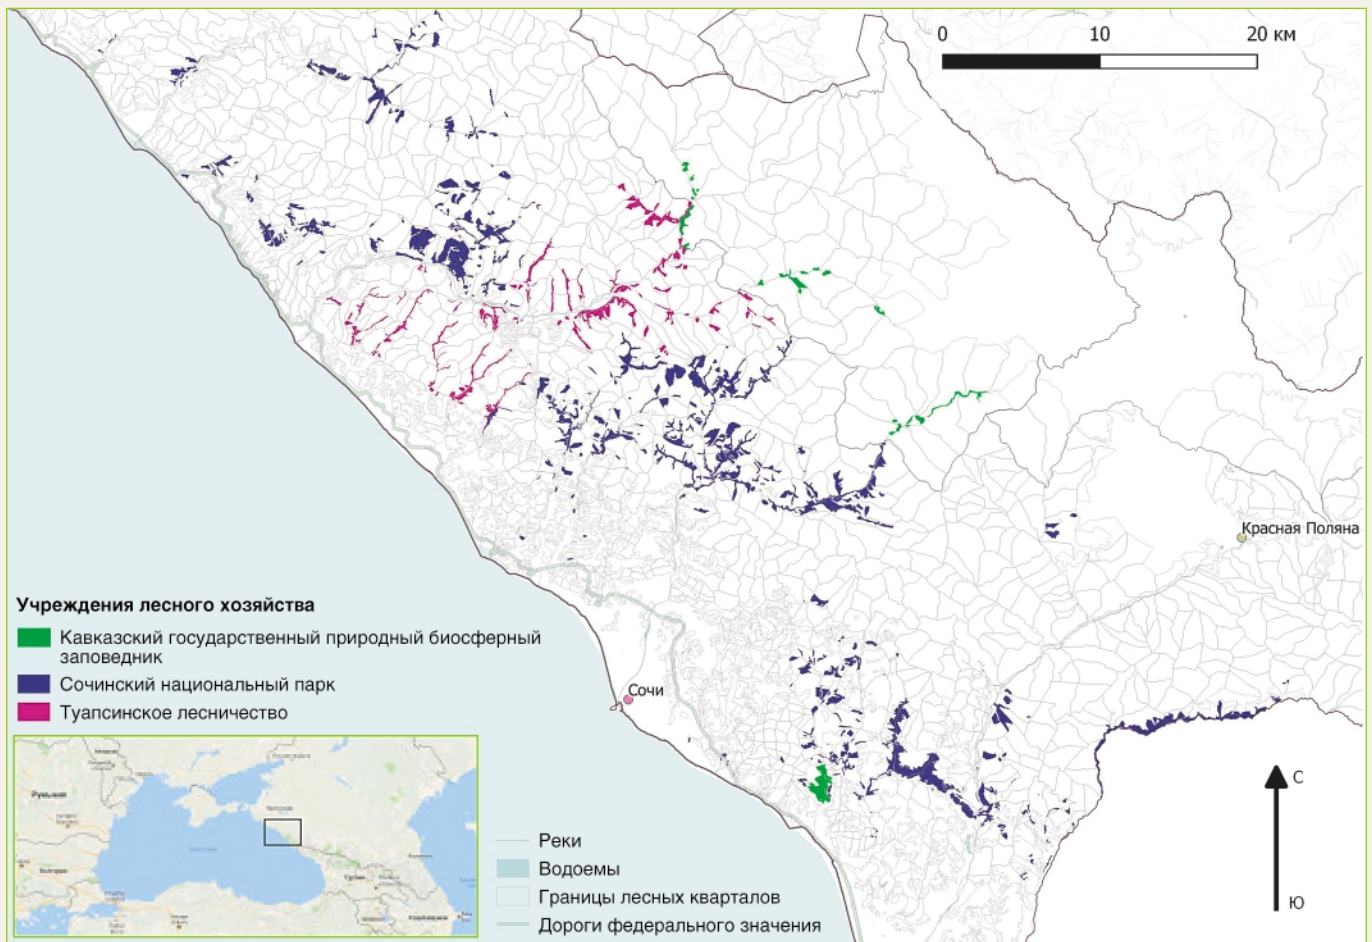 0 10 20 км
Красная Поляна
Учреждения лесного хозяйства
Кавказский государственный природный биосферный
заповедник
Сочинский национальный парк
Туапсинское лесничество
Сочи
С
Ю
Реки
Водоемы
Границы лесных кварталов
Дороги федерального значения